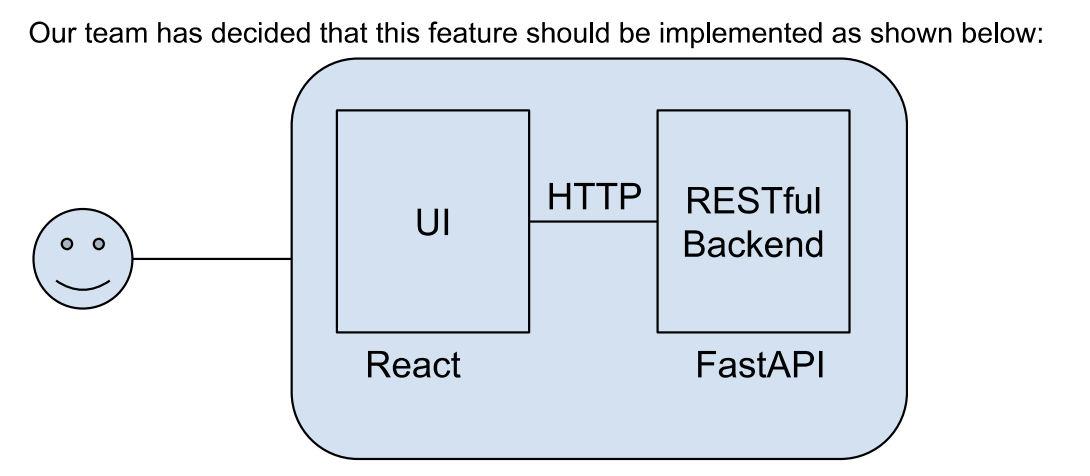 Our team has decided that this feature should be implemented as shown below:
UI
HTTP
RESTful
Backend
React
FastAPI